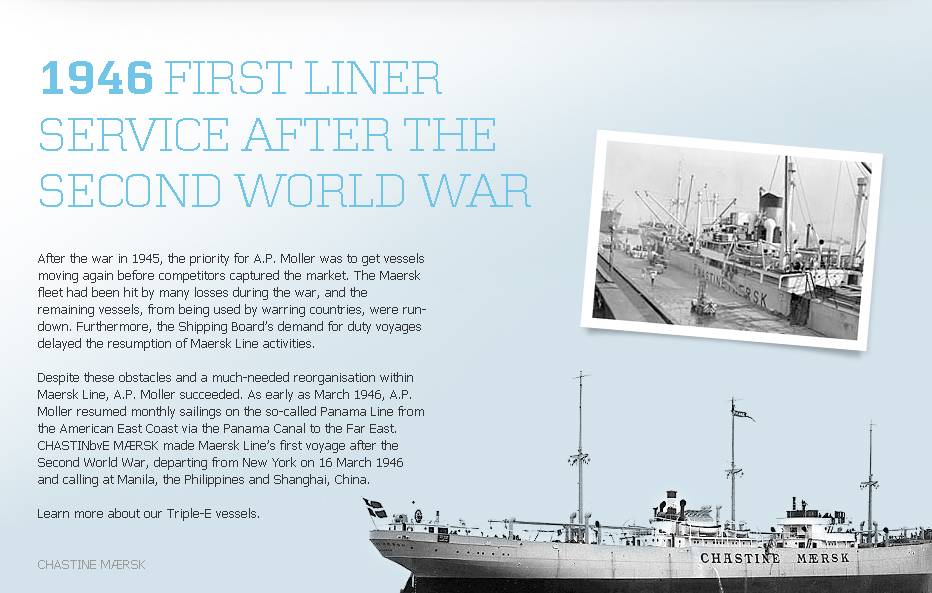 1946 FIRST LINER
SERVICE AFTER THE
SECOND WORLD WAR
After the war in 1945, the priority for A.P. Moller was to get vessels
moving again before competitors captured the market. The Maersk
fleet had been hit by many losses during the war, and the
remaining vessels, from being used by warring countries, were run-
down. Furthermore, the Shipping Board's demand for duty voyages
delayed the resumption of Maersk Line activities.
Despite these obstacles and a much-needed reorganisation within
Maersk Line, A.P. Moller succeeded. As early as March 1946, A.P.
Moller resumed monthly sailings on the so-called Panama Line from
the American East Coast via the Panama Canal to the Far East.
CHASTINbvE MÆRSK made Maersk Line's first voyage after the
Second World War, departing from New York on 16 March 1946
and calling at Manila, the Philippines and Shanghai, China.
Learn more about our Triple-E vessels.
CHASTINE MÆRSK
CHASTINE MÆRSK
CHASTINE MÆRSK